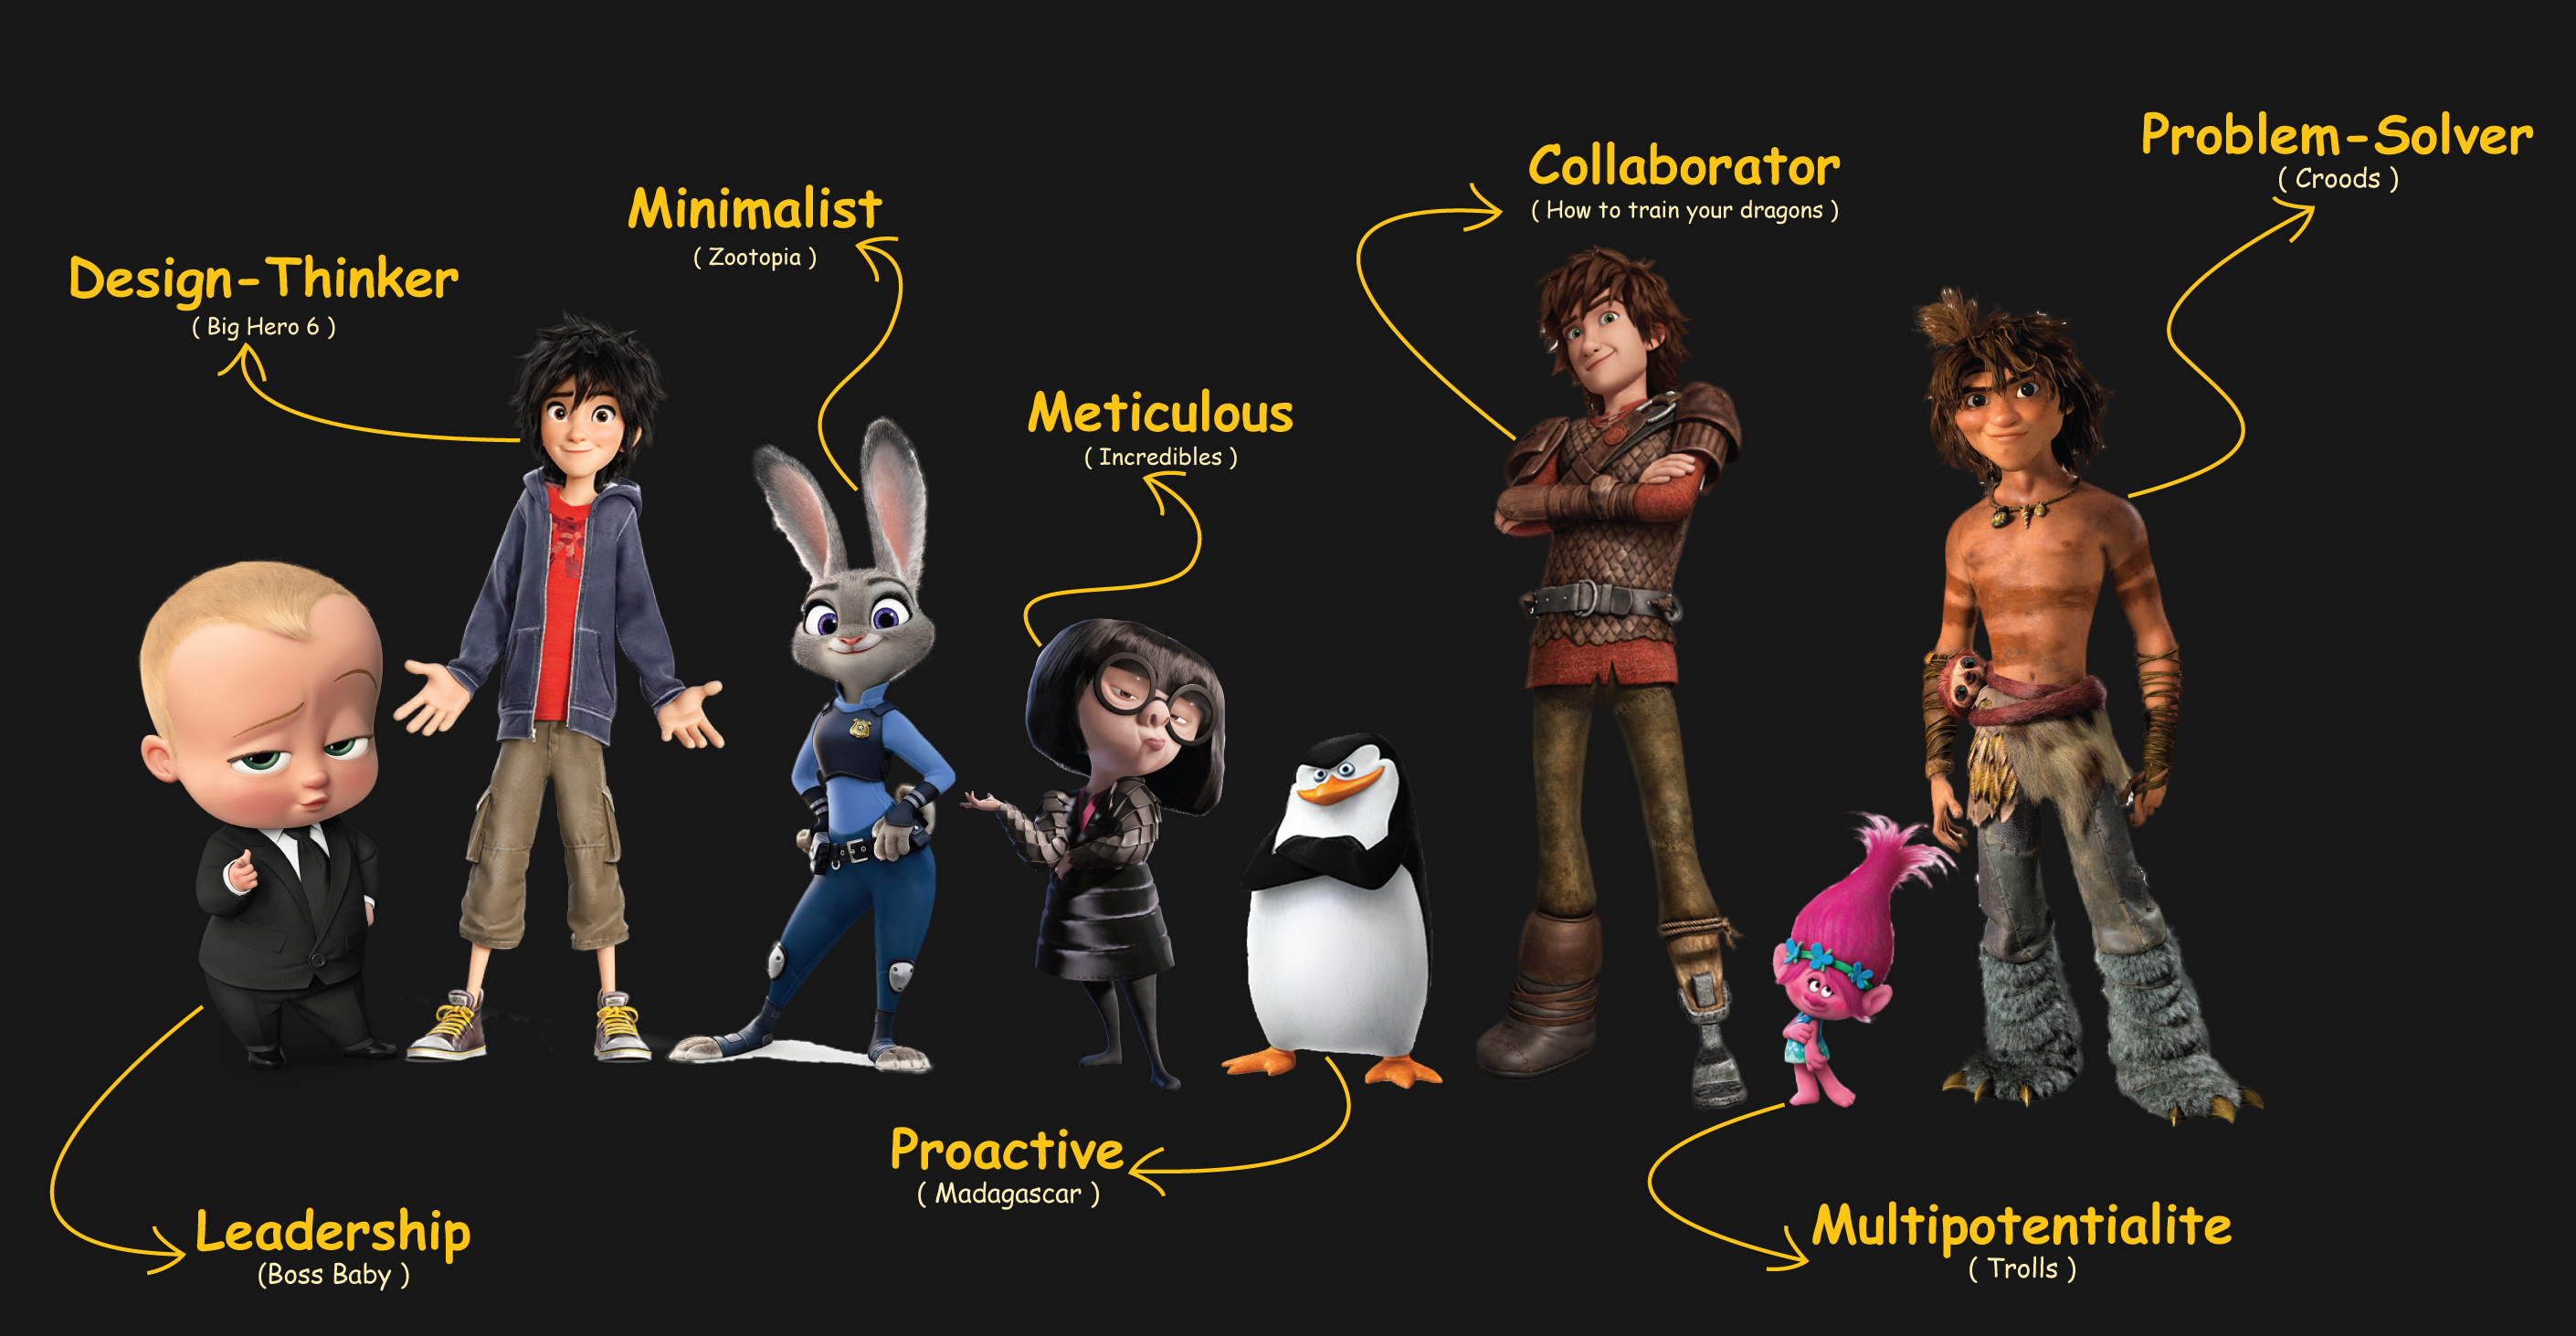 Problem-Solver
( Croods )
Collaborator
( How to train your dragons )
Minimalist
( Zootopia )
Design-Thinker
( Big Hero 6 )
Meticulous
( Incredibles )
Proactive
( Madagascar )
Leadership
(Boss Baby )
Multipotentialite
( Trolls )